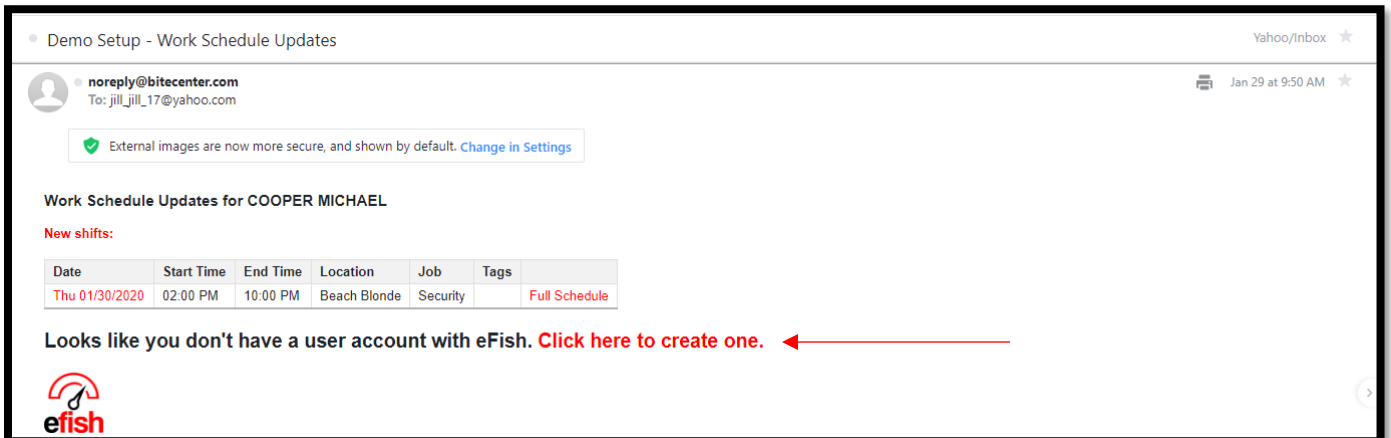 Demo Setup - Work Schedule Updates Yahoo/Inbox
noreply@bitecenter.com Jan 29 at 9:50 AM
To: jill_jill_17@yahoo.com
External images are now more secure, and shown by default. Change in Settings
Work Schedule Updates for COOPER MICHAEL
New shifts:
Date Start Time End Time Location Job Tags
Thu 01/30/2020 02:00 PM 10:00 PM Beach Blonde Security Full Schedule
Looks like you don't have a user account with eFish. Click here to create one.
efish